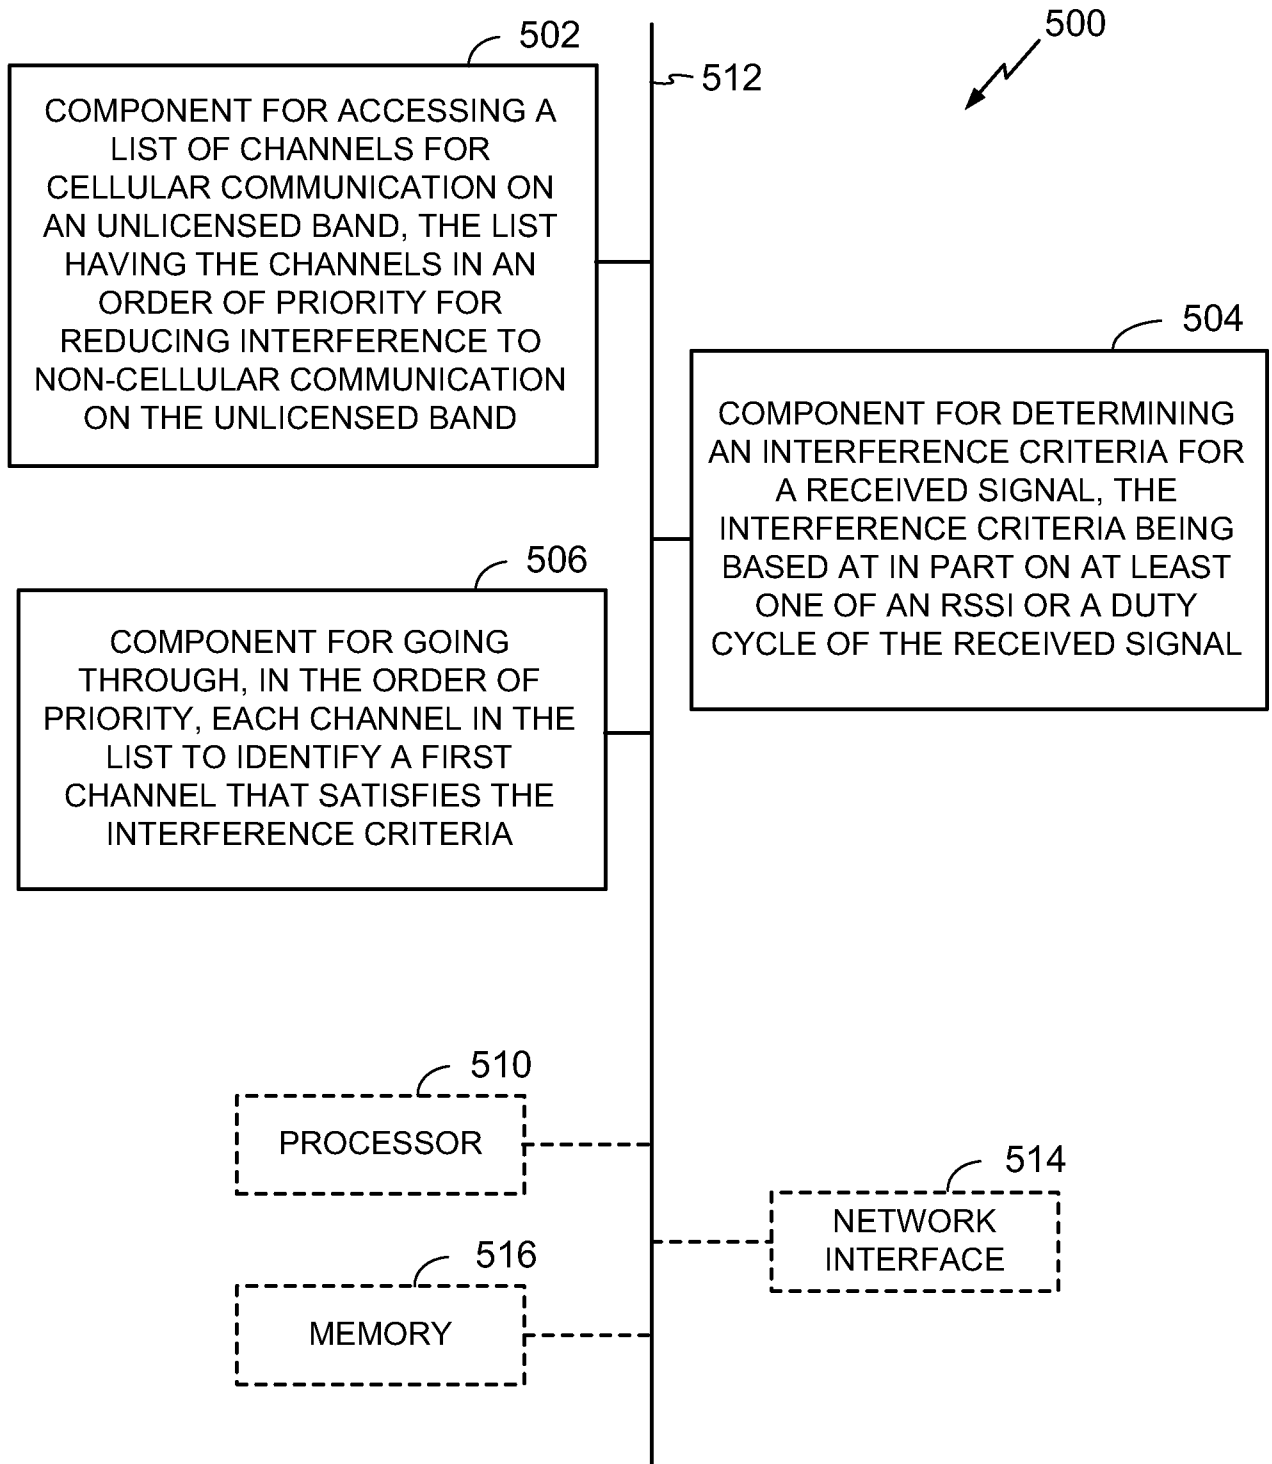 500
502
512
COMPONENT FOR ACCESSING A
LIST OF CHANNELS FOR
CELLULAR COMMUNICATION ON
AN UNLICENSED BAND, THE LIST
HAVING THE CHANNELS IN AN
ORDER OF PRIORITY FOR
REDUCING INTERFERENCE TO
NON-CELLULAR COMMUNICATION
ON THE UNLICENSED BAND
504
COMPONENT FOR DETERMINING
AN INTERFERENCE CRITERIA FOR
A RECEIVED SIGNAL, THE
INTERFERENCE CRITERIA BEING
BASED AT IN PART ON AT LEAST
ONE OF AN RSSI OR A DUTY
CYCLE OF THE RECEIVED SIGNAL
506
COMPONENT FOR GOING
THROUGH, IN THE ORDER OF
PRIORITY, EACH CHANNEL IN THE
LIST TO IDENTIFY A FIRST
CHANNEL THAT SATISFIES THE
INTERFERENCE CRITERIA
510
PROCESSOR
514
NETWORK
INTERFACE
516
MEMORY